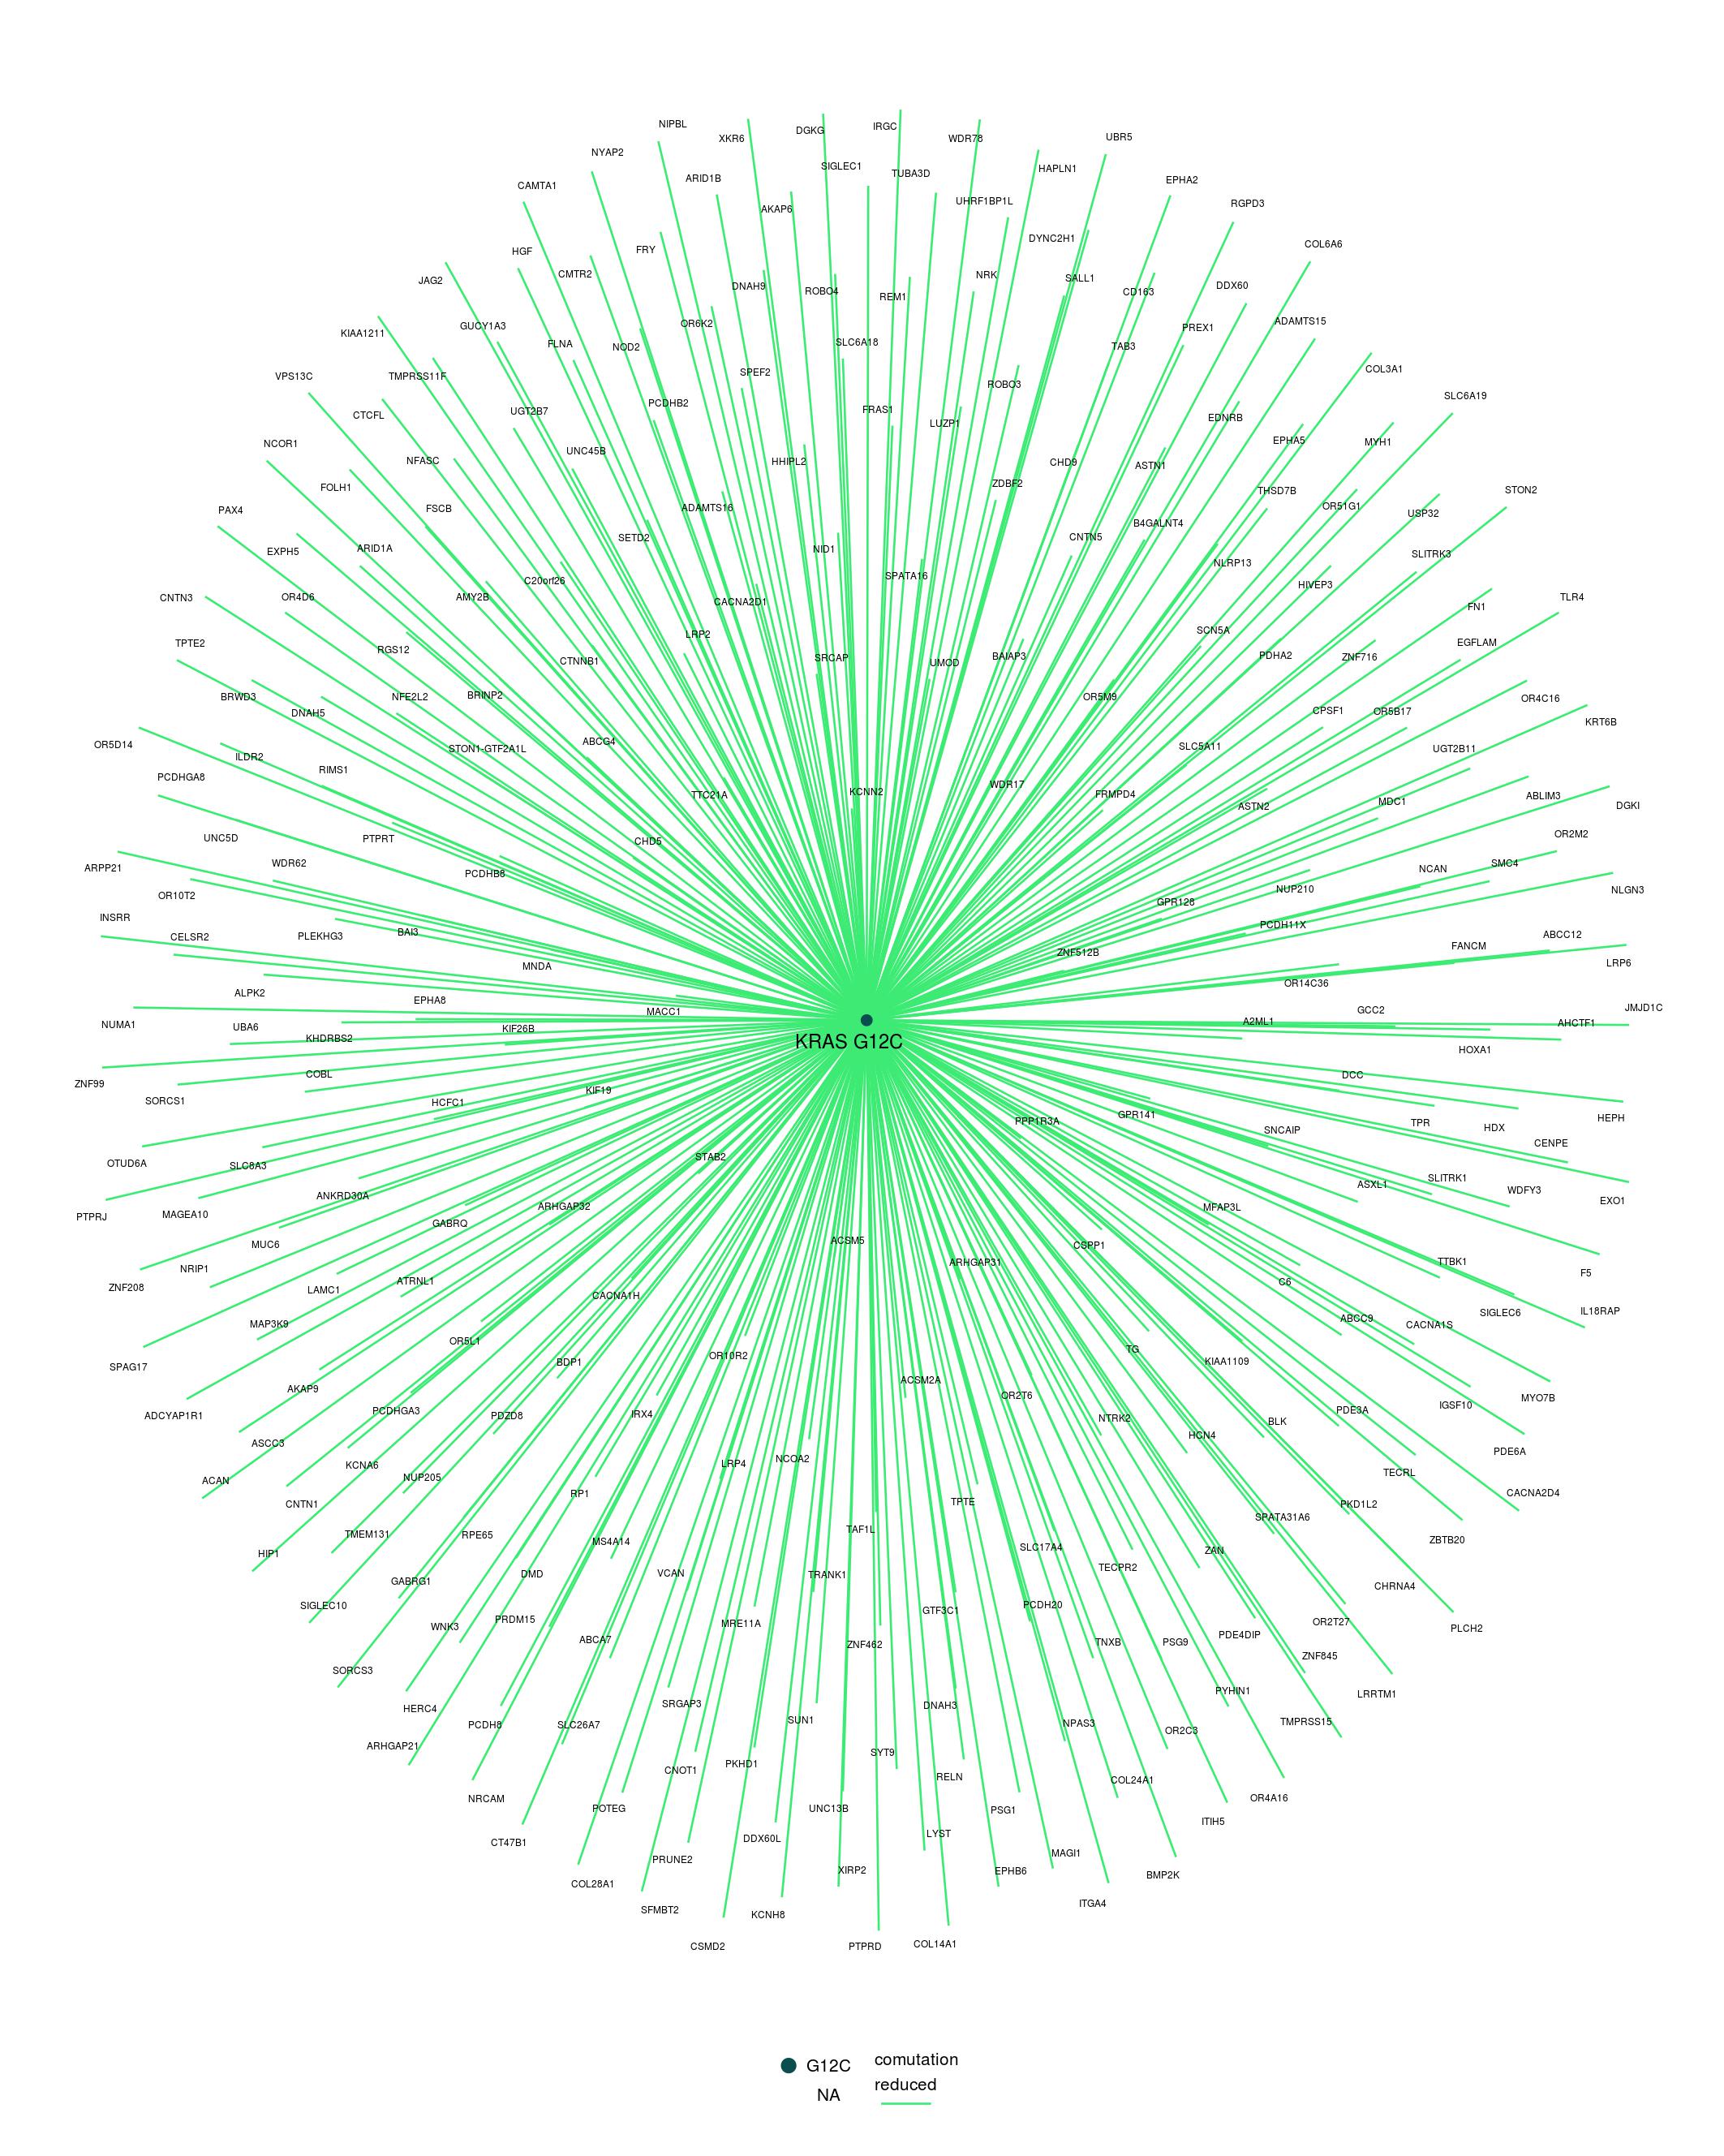 NIPBL
XKR6
DGKG
IRGC
WDR78
UBR5
NYAP2
SIGLEC1
TUBA3D
HAPLN1
CAMTA1
ARID1B
EPHA2
AKAP6
UHRF1BP1L
RGPD3
HGF
FRY
DYNC2H1
COL6A6
JAG2
CMTR2
DNAH9
ROBO4
REM1
NRK
SALL1
CD163
DDX60
KIAA1211
GUCY1A3
FLNA
NOD2
OR6K2
SLC6A18
TAB3
PREX1
ADAMTS15
VPS13C
TMPRSS11F
SPEF2
ROBO3
COL3A1
CTCFL
UGT2B7
PCDHB2
FRAS1
LUZP1
EDNRB
SLC6A19
NCOR1
NFASC
UNC45B
HHIPL2
CHD9
ASTN1
EPHA5
MYH1
FOLH1
FSCB
ADAMTS16
ZDBF2
THSD7B
OR51G1
STON2
PAX4
SETD2
NID1
CNTN5
B4GALNT4
USP32
EXPH5
ARID1A
C20orf26
SPATA16
NLRP13
HIVEP3
SLITRK3
CNTN3
OR4D6
AMY2B
CACNA2D1
FN1
TLR4
TPTE2
RGS12
CTNNB1
LRP2
SRCAP
UMOD
BAIAP3
SCN5A
PDHA2
ZNF716
EGFLAM
BRWD3
DNAH5
NFE2L2
BRINP2
OR5M9
CPSF1
OR5B17
OR4C16
OR5D14
ILDR2
STON1-GTF2A1L
ABCG4
SLC5A11
UGT2B11
KRT6B
PCDHGA8
RIMS1
TTC21A
KCNN2
WDR17
FRMPD4
ASTN2
MDC1
ABLIM3
DGKI
UNC5D
PTPRT
CHD5
OR2M2
ARPP21
WDR62
PCDHB8
NCAN
SMC4
OR10T2
GPR128
NUP210
NLGN3
INSRR
CELSR2
PLEKHG3
BAI3
PCDH11X
ABCC12
MNDA
ZNF512B
FANCM
LRP6
ALPK2
EPHA8
MACC1
OR14C36
GCC2
JMJD1C
NUMA1
UBA6
KHDRBS2
KIF26B
KRAS G12C
A2ML1
AHCTF1
HOXA1
ZNF99
SORCS1
COBL
HCFC1
KIF19
DCC
PPP1R3A
GPR141
SNCAIP
TPR
HDX
HEPH
CENPE
OTUD6A
SLC8A3
STAB2
SLITRK1
WDFY3
EXO1
PTPRJ
MAGEA10
ANKRD30A
GABRQ
ARHGAP32
MFAP3L
ASXL1
MUC6
ACSM5
CSPP1
ZNF208
NRIP1
LAMC1
ATRNL1
CACNA1H
ARHGAP31
C6
TTBK1
F5
SPAG17
MAP3K9
OR5L1
ABCC9
CACNA1S
SIGLEC6
IL18RAP
BDP1
OR10R2
TG
KIAA1109
ADCYAP1R1
AKAP9
PCDHGA3
PDZD8
IRX4
ACSM2A
OR2T6
NTRK2
BLK
PDE3A
IGSF10
MYO7B
ASCC3
KCNA6
NUP205
LRP4
NCOA2
HCN4
TECRL
PDE6A
ACAN
CNTN1
RP1
TPTE
SPATA31A6
PKD1L2
CACNA2D4
HIP1
TMEM131
RPE65
MS4A14
TAF1L
SLC17A4
ZAN
ZBTB20
GABRG1
DMD
VCAN
TRANK1
TECPR2
CHRNA4
SIGLEC10
WNK3
PRDM15
MRE11A
GTF3C1
PCDH20
OR2T27
PLCH2
SORCS3
ABCA7
ZNF462
TNXB
PSG9
PDE4DIP
ZNF845
HERC4
PCDH8
SLC26A7
SRGAP3
SUN1
DNAH3
NPAS3
PYHIN1
OR2C3
TMPRSS15
LRRTM1
ARHGAP21
NRCAM
POTEG
CNOT1
PKHD1
SYT9
RELN
COL24A1
OR4A16
CT47B1
PRUNE2
DDX60L
UNC13B
LYST
PSG1
MAGI1
ITIH5
COL28A1
SFMBT2
KCNH8
XIRP2
EPHB6
ITGA4
BMP2K
CSMD2
PTPRD
COL14A1
G12C
NA
comutation
reduced